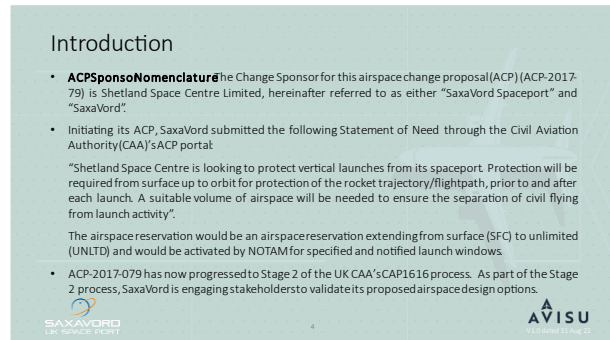 Introduction
• ACPSponsoNomenclature The Change Sponsor for this airspace change proposal (ACP) (ACP-2017-
79) is Shetland Space Centre Limited, hereinafter referred to as either “SaxaVord Spaceport” and
“SaxaVord”.
• Initiating its ACP, SaxaVord submitted the following Statement of Need through the Civil Aviation
Authority (CAA)’s ACP portal:
“Shetland Space Centre is looking to protect vertical launches from its spaceport. Protection will be
required from surface up to orbit for protection of the rocket trajectory/flightpath, prior to and after
each launch. A suitable volume of airspace will be needed to ensure the separation of civil flying
from launch activity”.
The airspace reservation would be an airspace reservation extending from surface (SFC) to unlimited
(UNLTD) and would be activated by NOTAM for specified and notified launch windows.
• ACP-2017-079 has now progressed to Stage 2 of the UK CAA’s CAP1616 process. As part of the Stage
2 process, SaxaVord is engaging stakeholders to validate its proposed airspace design options.
SAXAVORD
UK SPACE PORT
4
AVISU
V1.0 dated 31 Aug 22